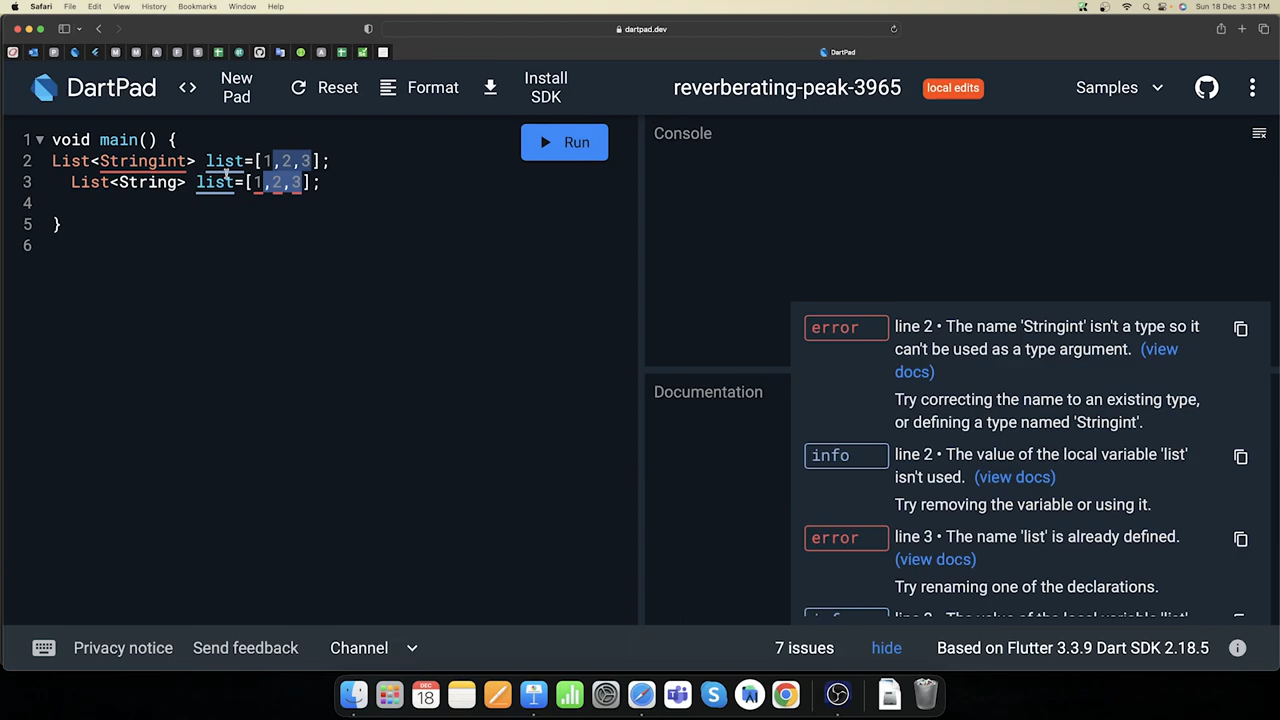 Safari File Edit View History Bookmarks Window Help Sun 18 Dec 3:31 PM
dartpad.dev
DartPad
DartPad New Pad Reset Format Install SDK reverberating-peak-3965 local edits Samples
1 void main() {
2 List<Stringint> list=[1,2,3];
3 List<String> list=[1,2,3];
4
5 }
6
Run
Console
Documentation
error line 2 • The name 'Stringint' isn't a type so it
can't be used as a type argument. (view
docs)
Try correcting the name to an existing type,
or defining a type named 'Stringint'.
info line 2 • The value of the local variable 'list'
isn't used. (view docs)
Try removing the variable or using it.
error line 3 • The name 'list' is already defined.
(view docs)
Try renaming one of the declarations.
Privacy notice Send feedback Channel 7 issues hide Based on Flutter 3.3.9 Dart SDK 2.18.5
DEC
18